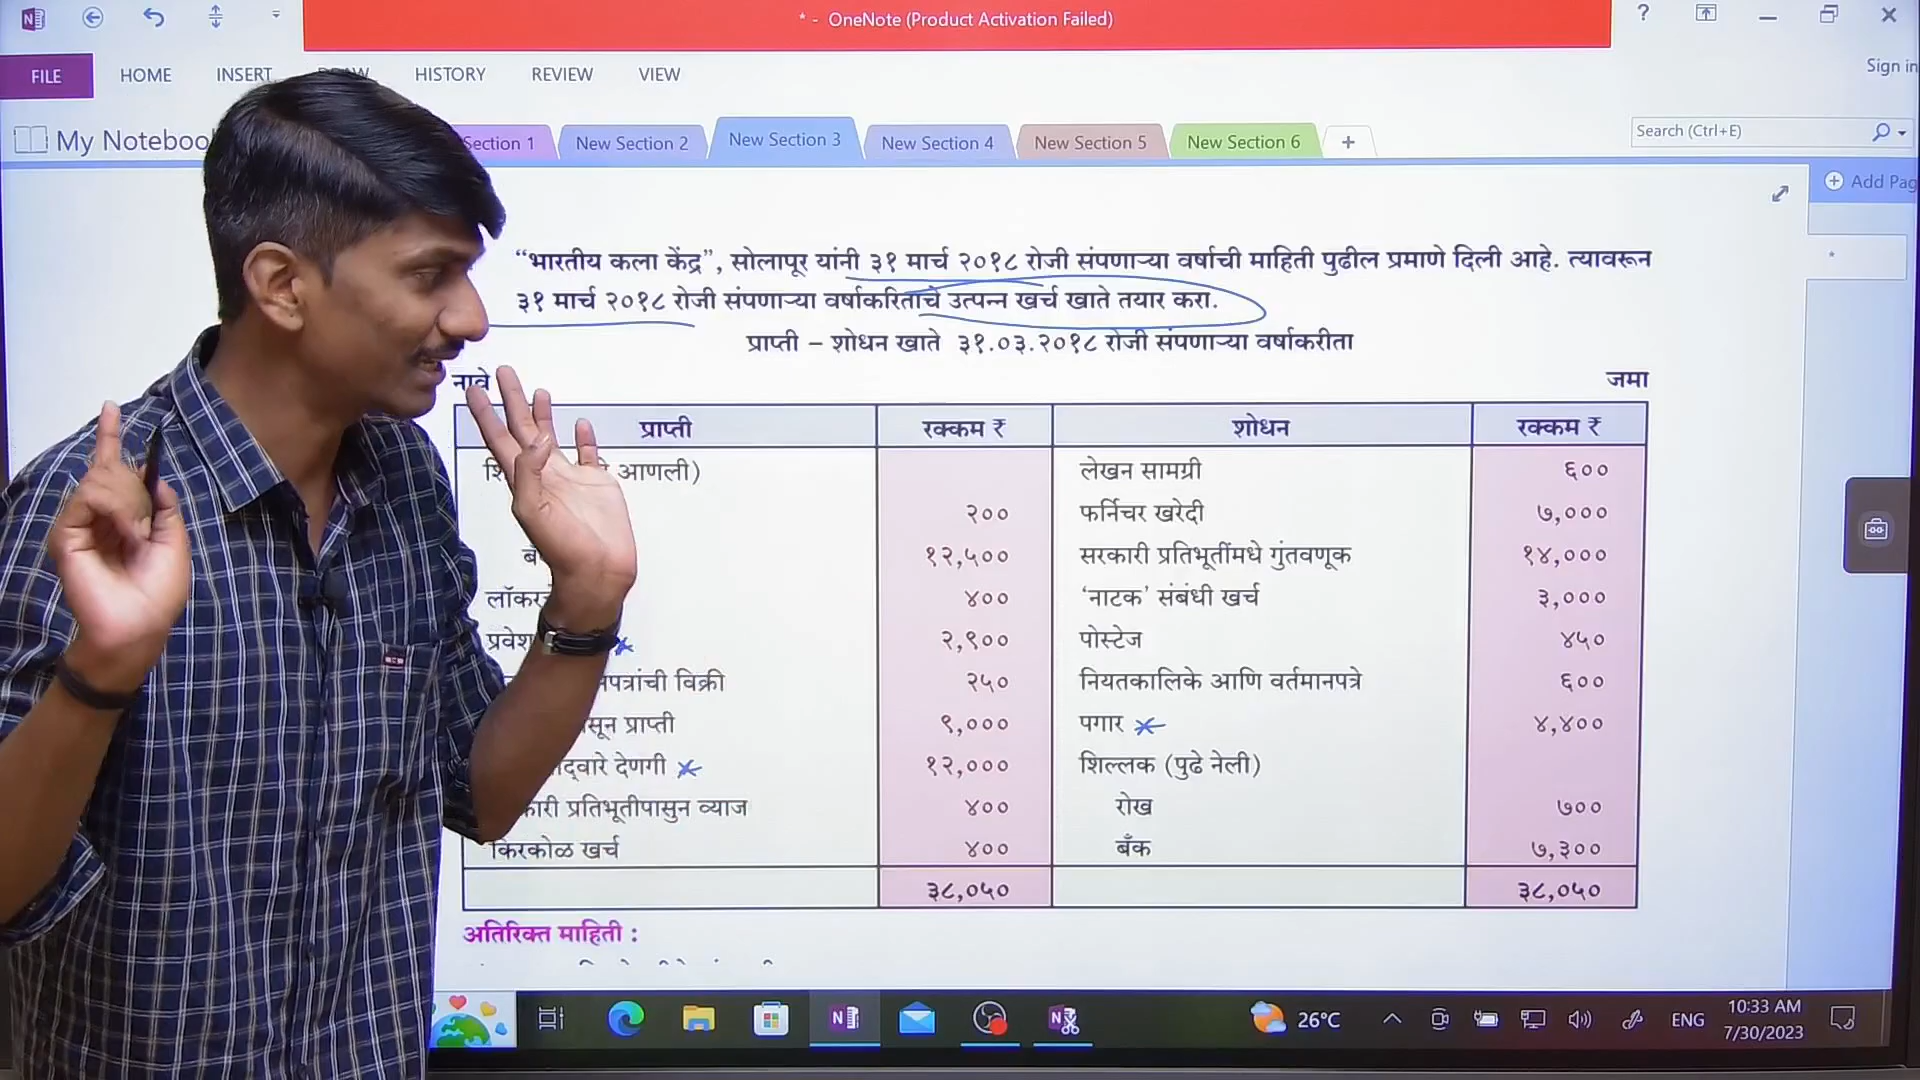 * - OneNote (Product Activation Failed)
?
Sign in
FILE HOME INSERT DRAW HISTORY REVIEW VIEW
My Notebook Section 1 New Section 2 New Section 3 New Section 4 New Section 5 New Section 6 +
Search (Ctrl+E)
Add Pag
*
“भारतीय कला केंद्र”, सोलापूर यांनी ३१ मार्च २०१८ रोजी संपणाऱ्या वर्षाची माहिती पुढील प्रमाणे दिली आहे. त्यावरून
३१ मार्च २०१८ रोजी संपणाऱ्या वर्षाकरिताचे उत्पन्न खर्च खाते तयार करा.
प्राप्ती – शोधन खाते ३१.०३.२०१८ रोजी संपणाऱ्या वर्षाकरीता
नावे जमा
प्राप्ती रक्कम ₹ शोधन रक्कम ₹
आणली) लेखन सामग्री ६००
२०० फर्निचर खरेदी ७,०००
१२,५०० सरकारी प्रतिभूतींमधे गुंतवणूक १४,०००
लॉकर ४०० ‘नाटक’ संबंधी खर्च ३,०००
प्रवेश २,९०० पोस्टेज ४५०
पत्रांची विक्री २५० नियतकालिके आणि वर्तमानपत्रे ६००
सून प्राप्ती ९,००० पगार ४,४००
द्वारे देणगी १२,००० शिल्लक (पुढे नेली)
कारी प्रतिभूतीपासुन व्याज ४०० रोख ७००
किरकोळ खर्च ४०० बँक ७,३००
३८,०५० ३८,०५०
अतिरिक्त माहिती :
26°C ENG 10:33 AM
7/30/2023